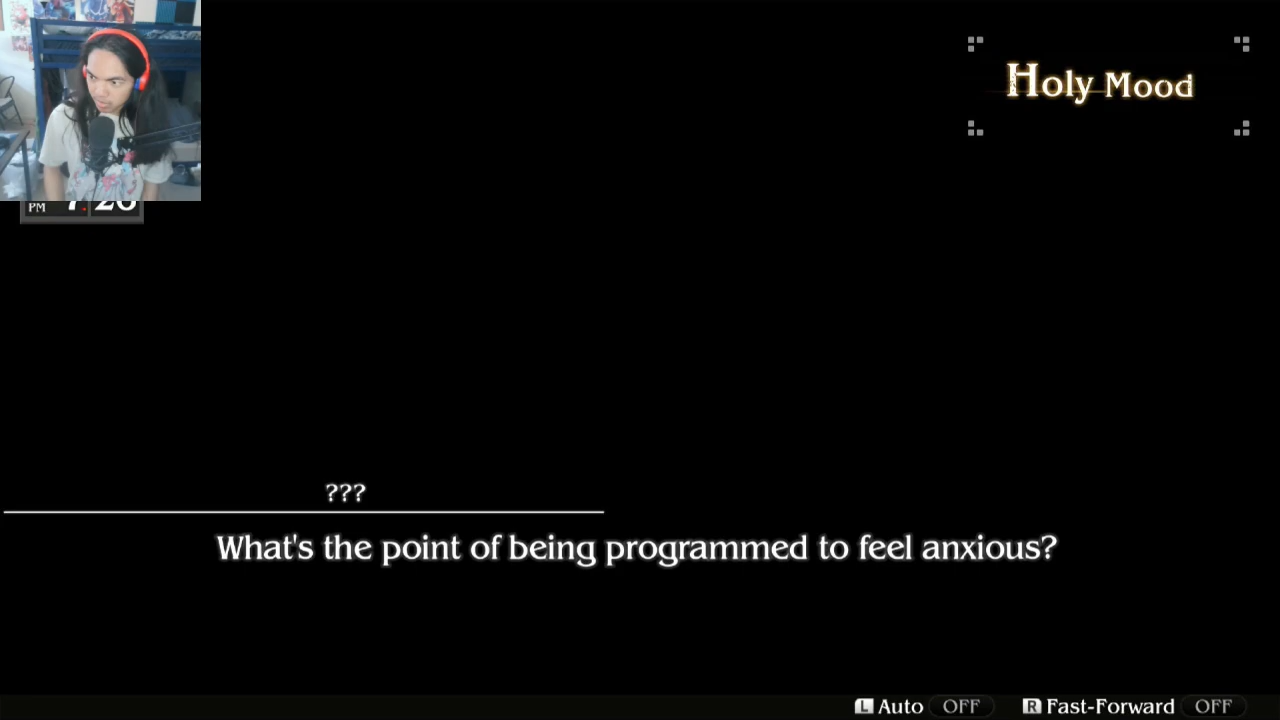 Holy Mood
PM
???
What's the point of being programmed to feel anxious?
L Auto OFF R Fast-Forward OFF